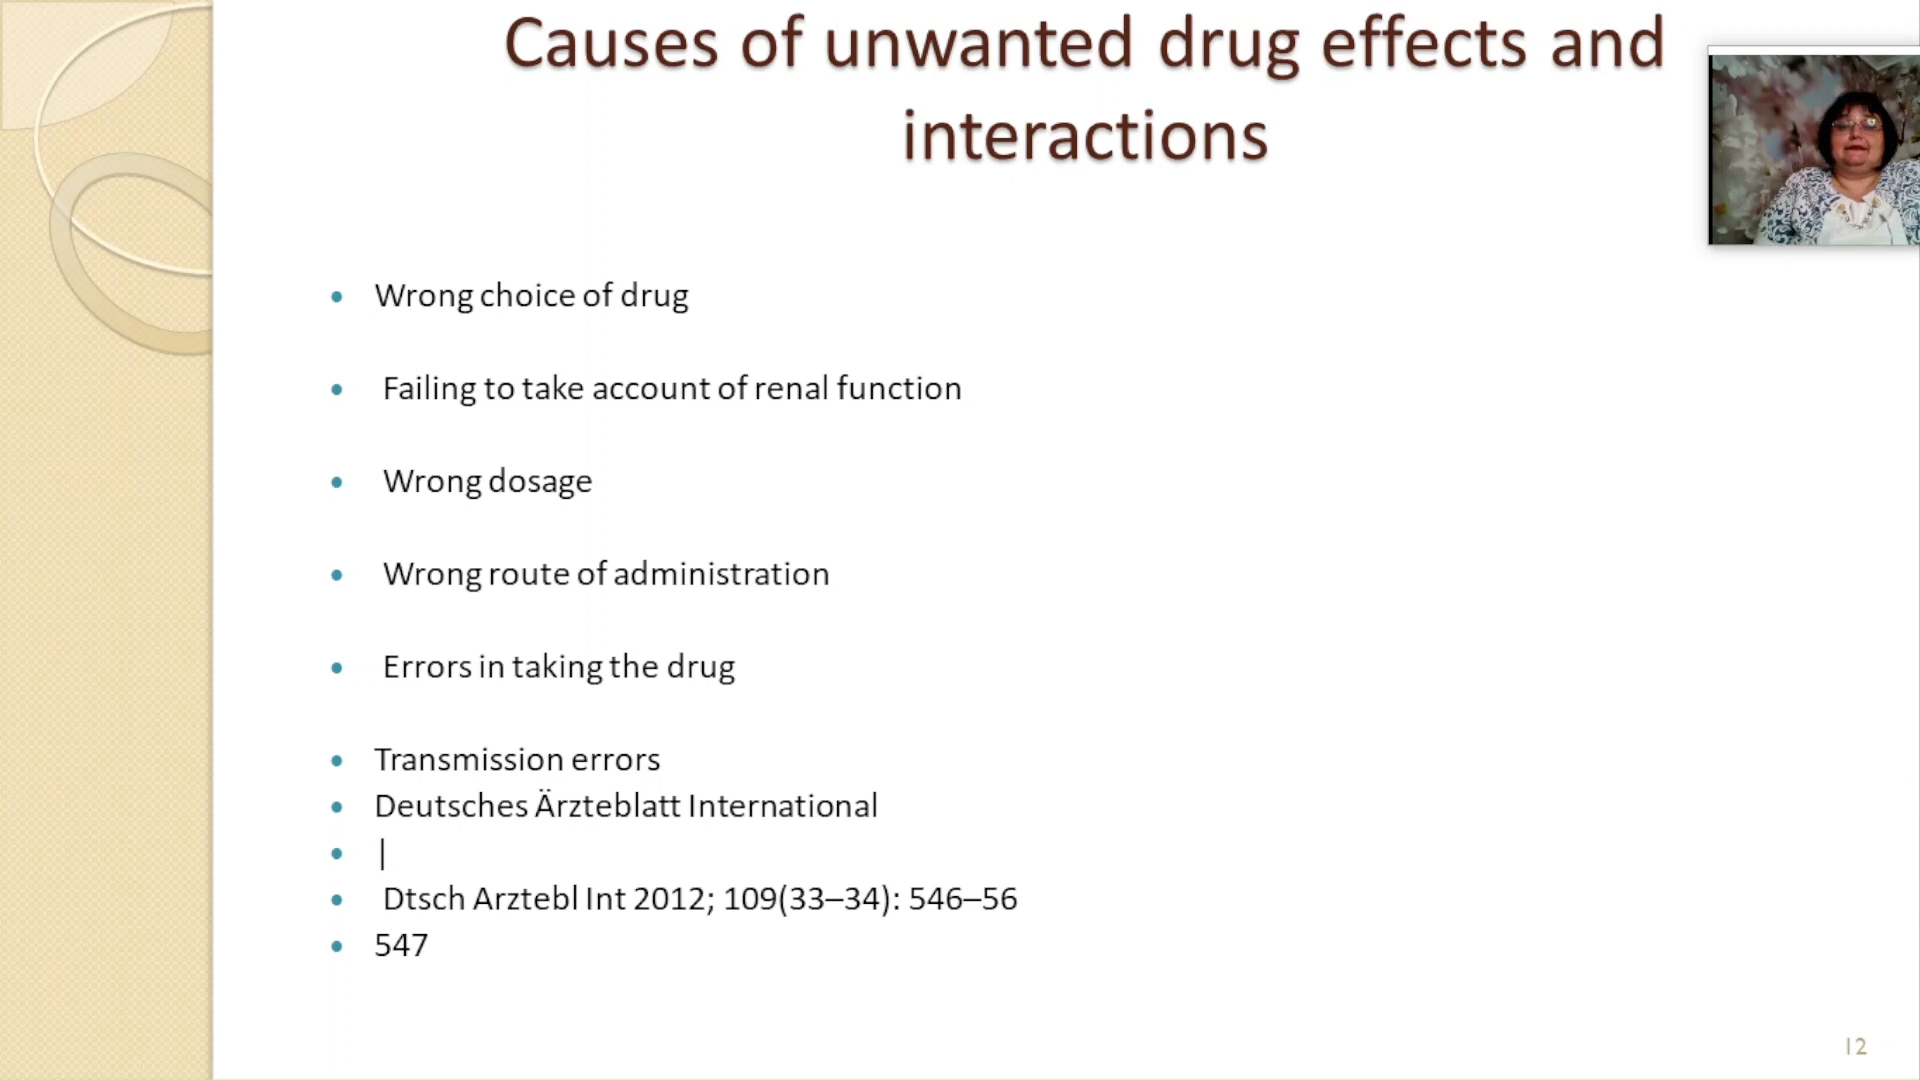 Causes of unwanted drug effects and
interactions
• Wrong choice of drug
• Failing to take account of renal function
• Wrong dosage
• Wrong route of administration
• Errors in taking the drug
• Transmission errors
• Deutsches Ärzteblatt International
• |
• Dtsch Arztebl Int 2012; 109(33–34): 546–56
• 547
12